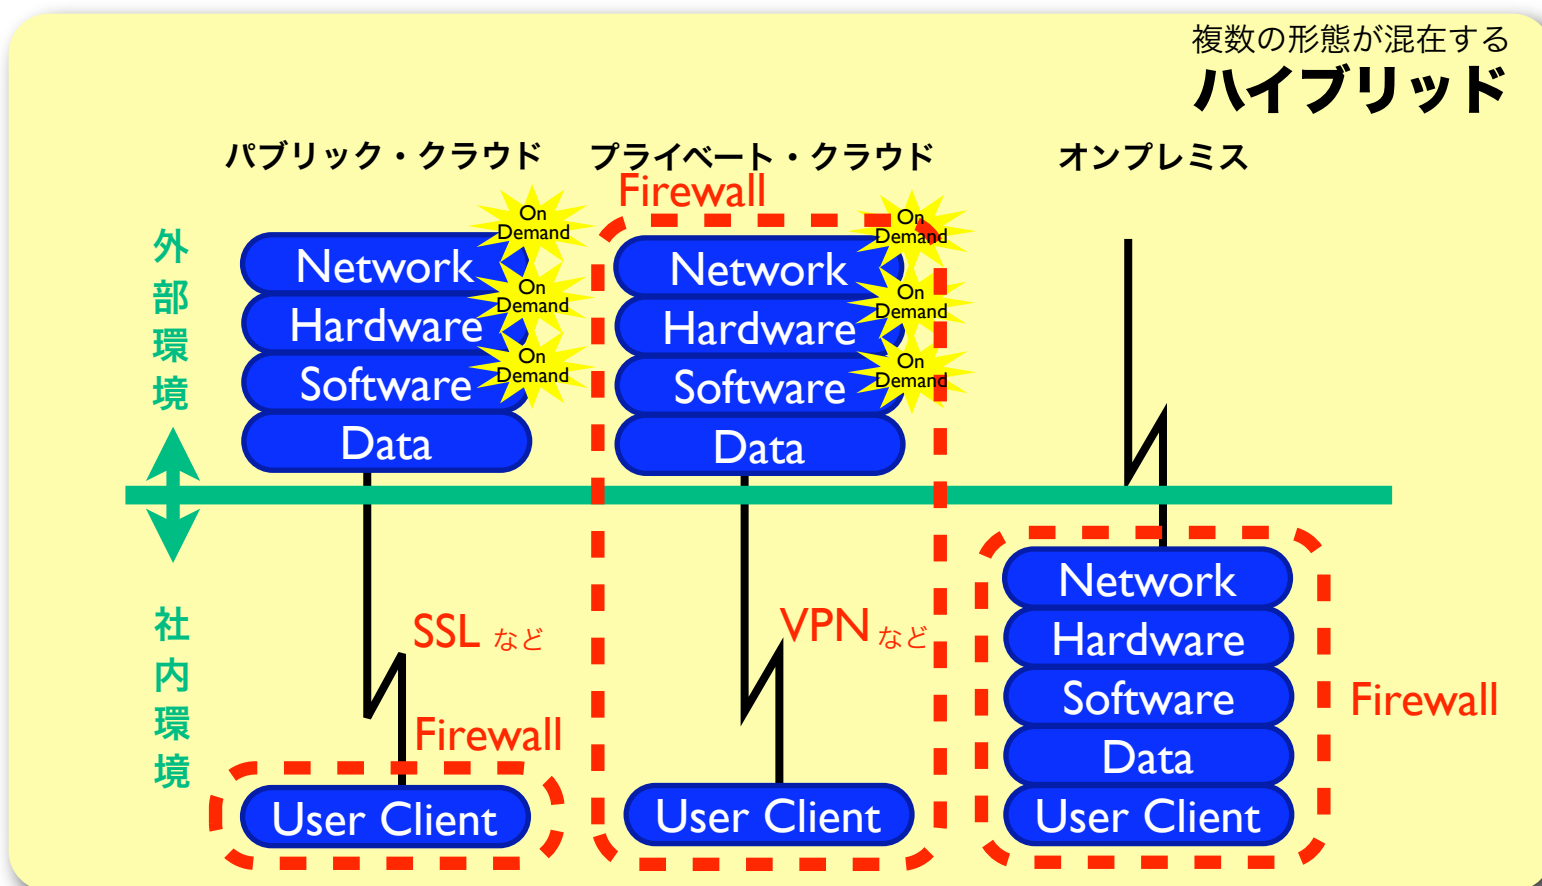 複数の形態が混在する
ハイブリッド
パブリック・クラウド
プライベート・クラウド
オンプレミス
外部環境
社内環境
On
Demand
Network
On
Demand
Hardware
On
Demand
Software
Data
SSL など
Firewall
User Client
Firewall
On
Demand
Network
On
Demand
Hardware
On
Demand
Software
Data
VPN など
User Client
Network
Hardware
Software
Data
User Client
Firewall